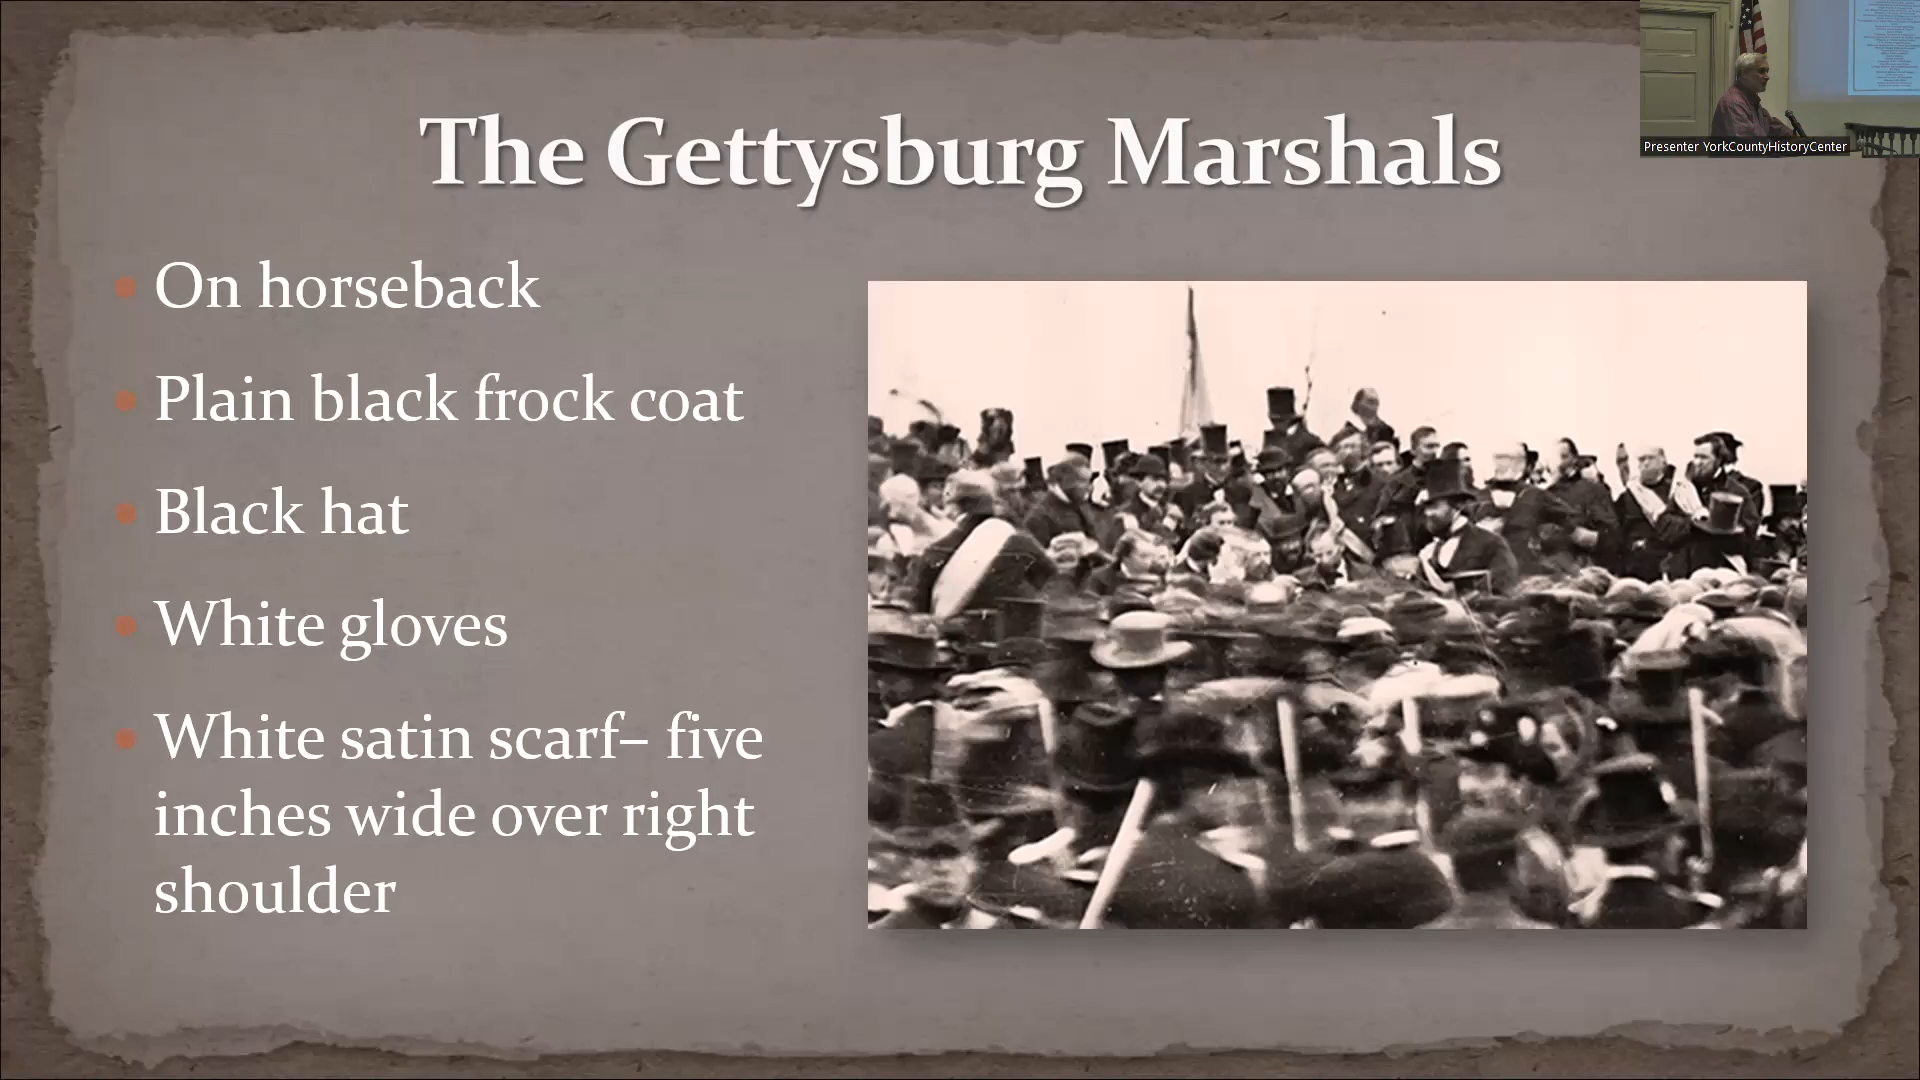 The Gettysburg Marshals
Presenter YorkCountyHistoryCenter
On horseback
Plain black frock coat
Black hat
White gloves
White satin scarf– five
inches wide over right
shoulder